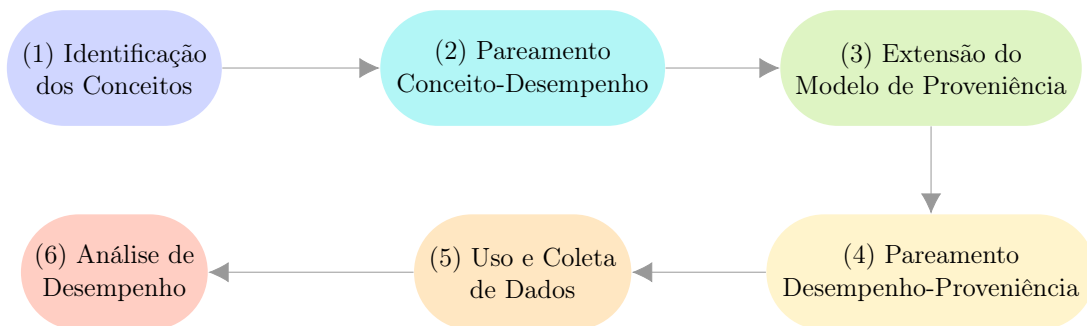 (1) Identificação
dos Conceitos
(2) Pareamento
Conceito-Desempenho
(3) Extensão do
Modelo de Proveniência
(4) Pareamento
Desempenho-Proveniência
(5) Uso e Coleta
de Dados
(6) Análise de
Desempenho